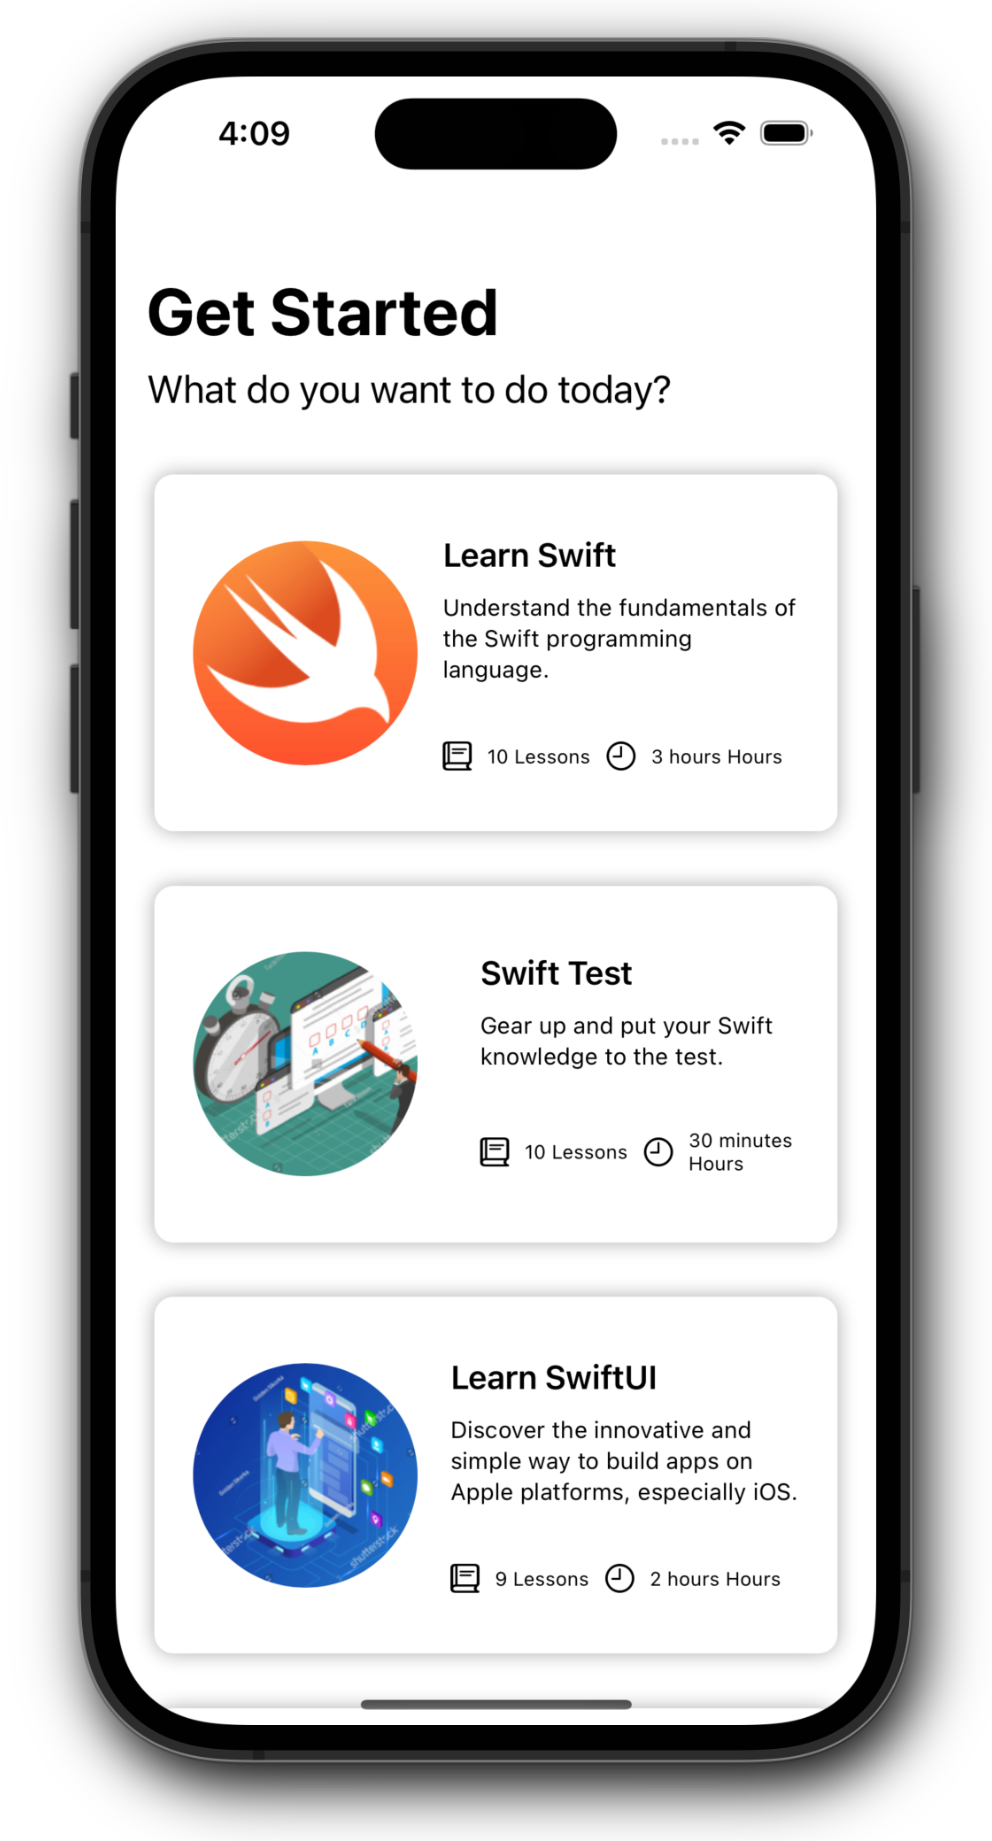 4:09
Get Started
What do you want to do today?
Learn Swift
Understand the fundamentals of
the Swift programming
language.
10 Lessons 3 hours Hours
Swift Test
Gear up and put your Swift
knowledge to the test.
A B C D
10 Lessons 30 minutes
Hours
Learn SwiftUI
Discover the innovative and
simple way to build apps on
Apple platforms, especially iOS.
shutterstock
9 Lessons 2 hours Hours